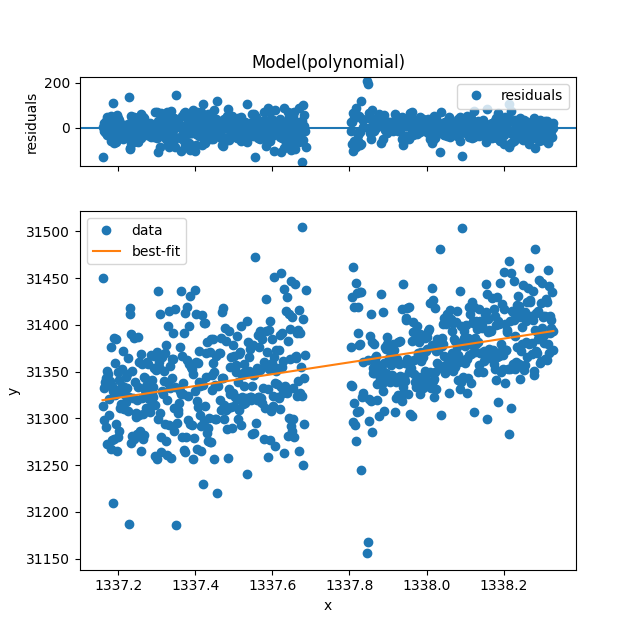 Model(polynomial)
200
0
residuals
residuals
31500
31450
31400
31350
31300
31250
31200
31150
y
data
best-fit
1337.2 1337.4 1337.6 1337.8 1338.0 1338.2
x